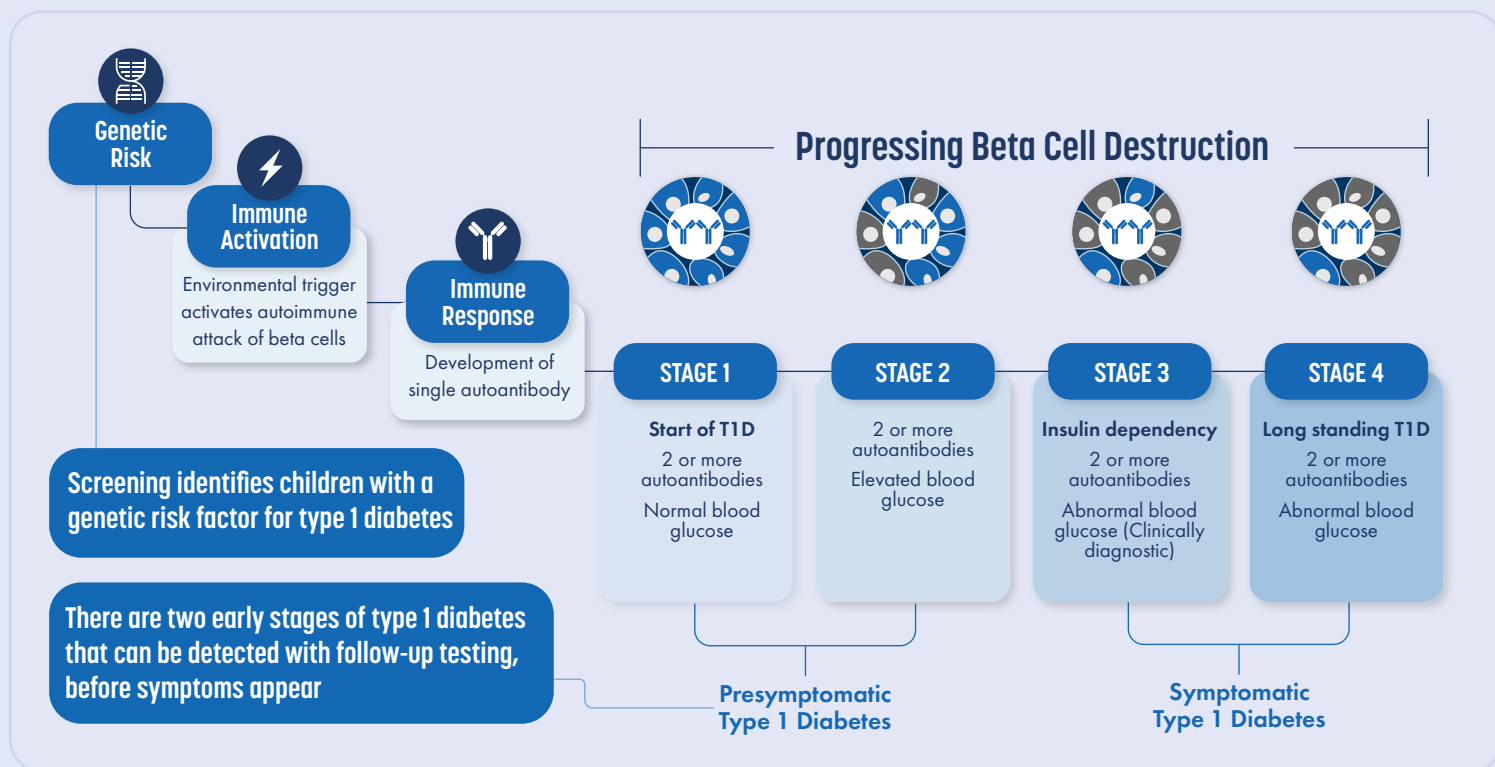 Genetic
Risk
Immune
Activation
Environmental trigger
activates autoimmune
attack of beta cells
Immune
Response
Development of
single autoantibody
Progressing Beta Cell Destruction
STAGE 1
Start of T1D
2 or more
autoantibodies
Normal blood
glucose
STAGE 2
2 or more
autoantibodies
Elevated blood
glucose
STAGE 3
Insulin dependency
2 or more
autoantibodies
Abnormal blood
glucose (Clinically
diagnostic)
STAGE 4
Long standing T1D
2 or more
autoantibodies
Abnormal blood
glucose
Screening identifies children with a
genetic risk factor for type 1 diabetes
There are two early stages of type 1 diabetes
that can be detected with follow-up testing,
before symptoms appear
Presymptomatic
Type 1 Diabetes
Symptomatic
Type 1 Diabetes